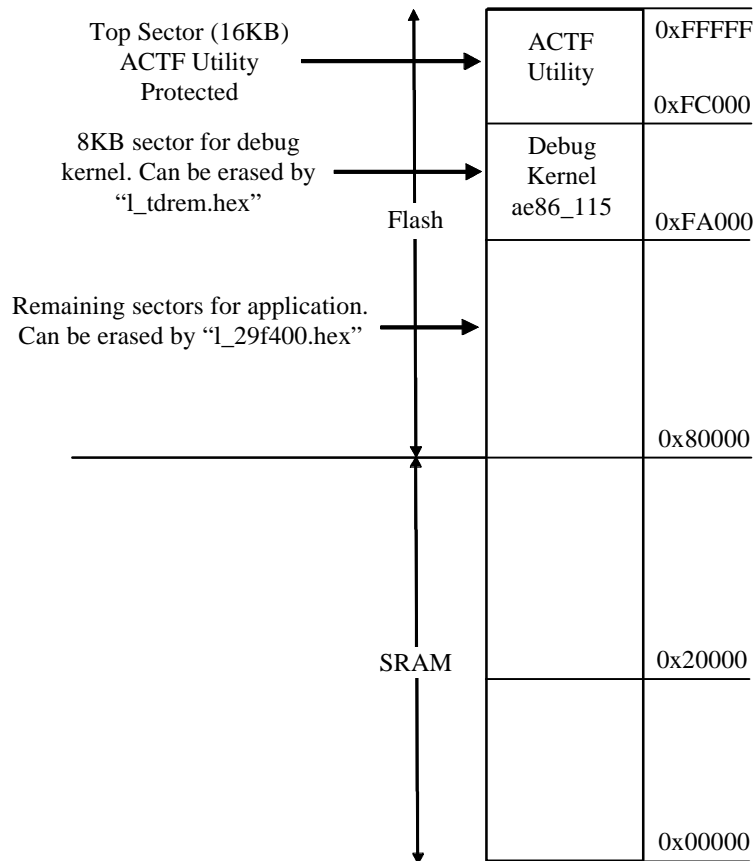 Top Sector (16KB)
ACTF Utility
Protected
ACTF
Utility
0xFFFFF
0xFC000
8KB sector for debug
kernel. Can be erased by
“l_tdrem.hex”
Debug
Kernel
ae86_115
0xFA000
Flash
Remaining sectors for application.
Can be erased by “l_29f400.hex”
0x80000
SRAM
0x20000
0x00000